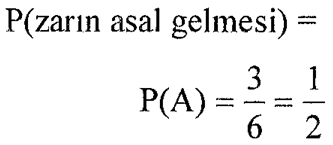 P(zarın asal gelmesi) =
P(A) = 3/6 = 1/2